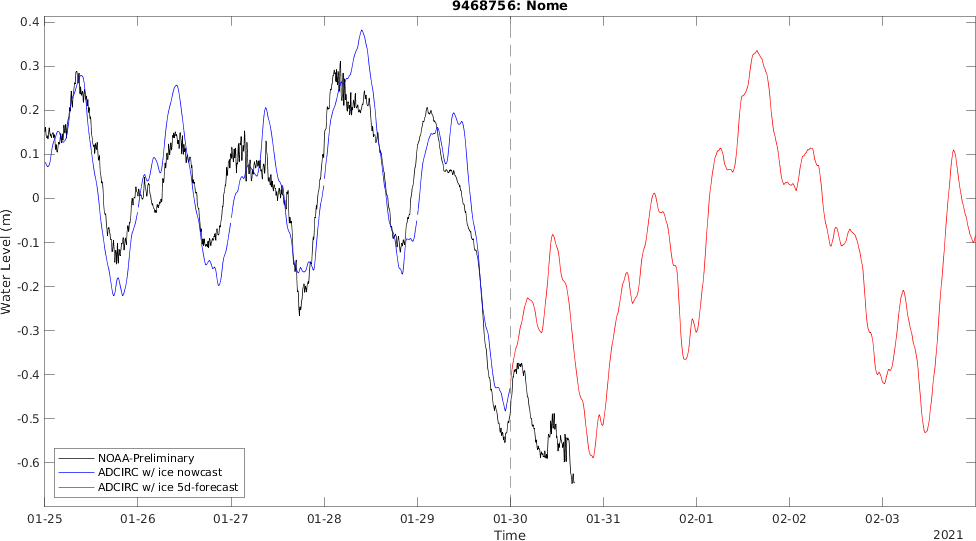 9468756: Nome
0.4
0.3
0.2
0.1
0
-0.1
-0.2
-0.3
-0.4
-0.5
-0.6
Water Level (m)
NOAA-Preliminary
ADCIRC w/ ice nowcast
ADCIRC w/ ice 5d-forecast
01-25 01-26 01-27 01-28 01-29 01-30 01-31 02-01 02-02 02-03
Time
2021